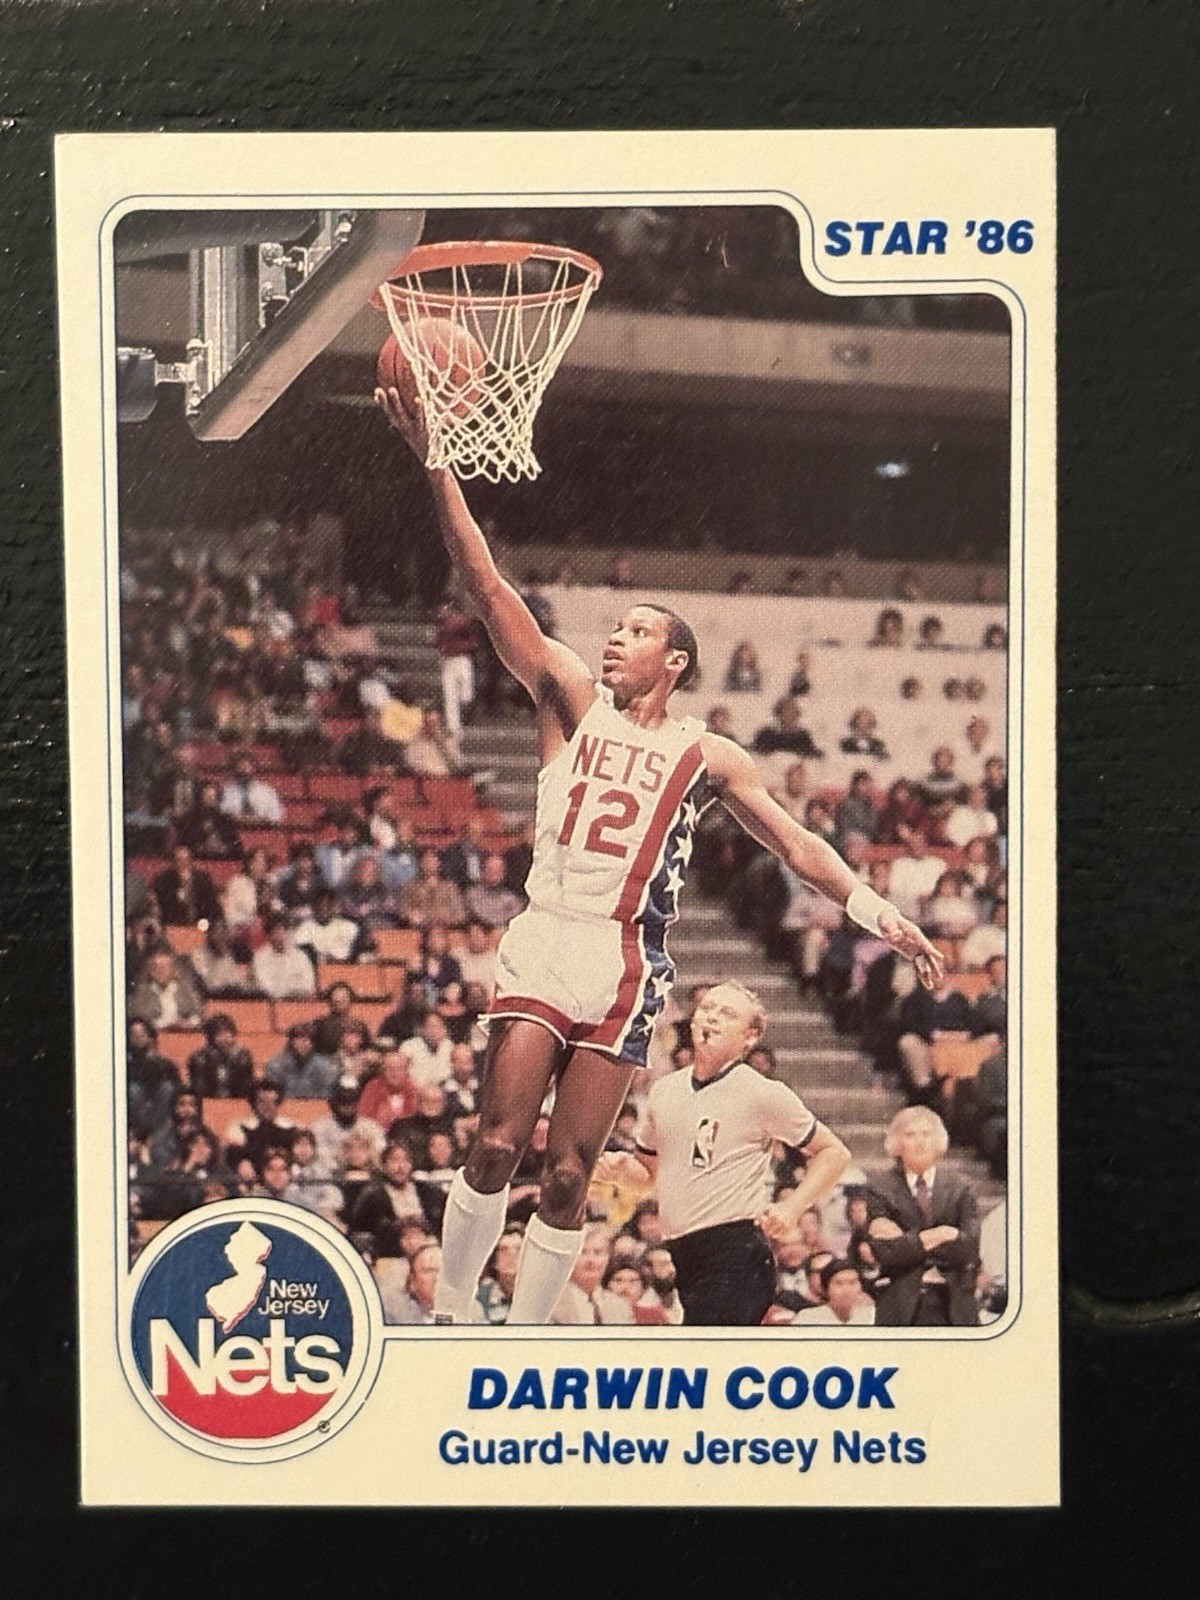 STAR '86
NETS
12
New
Jersey
Nets
DARWIN COOK
Guard-New Jersey Nets